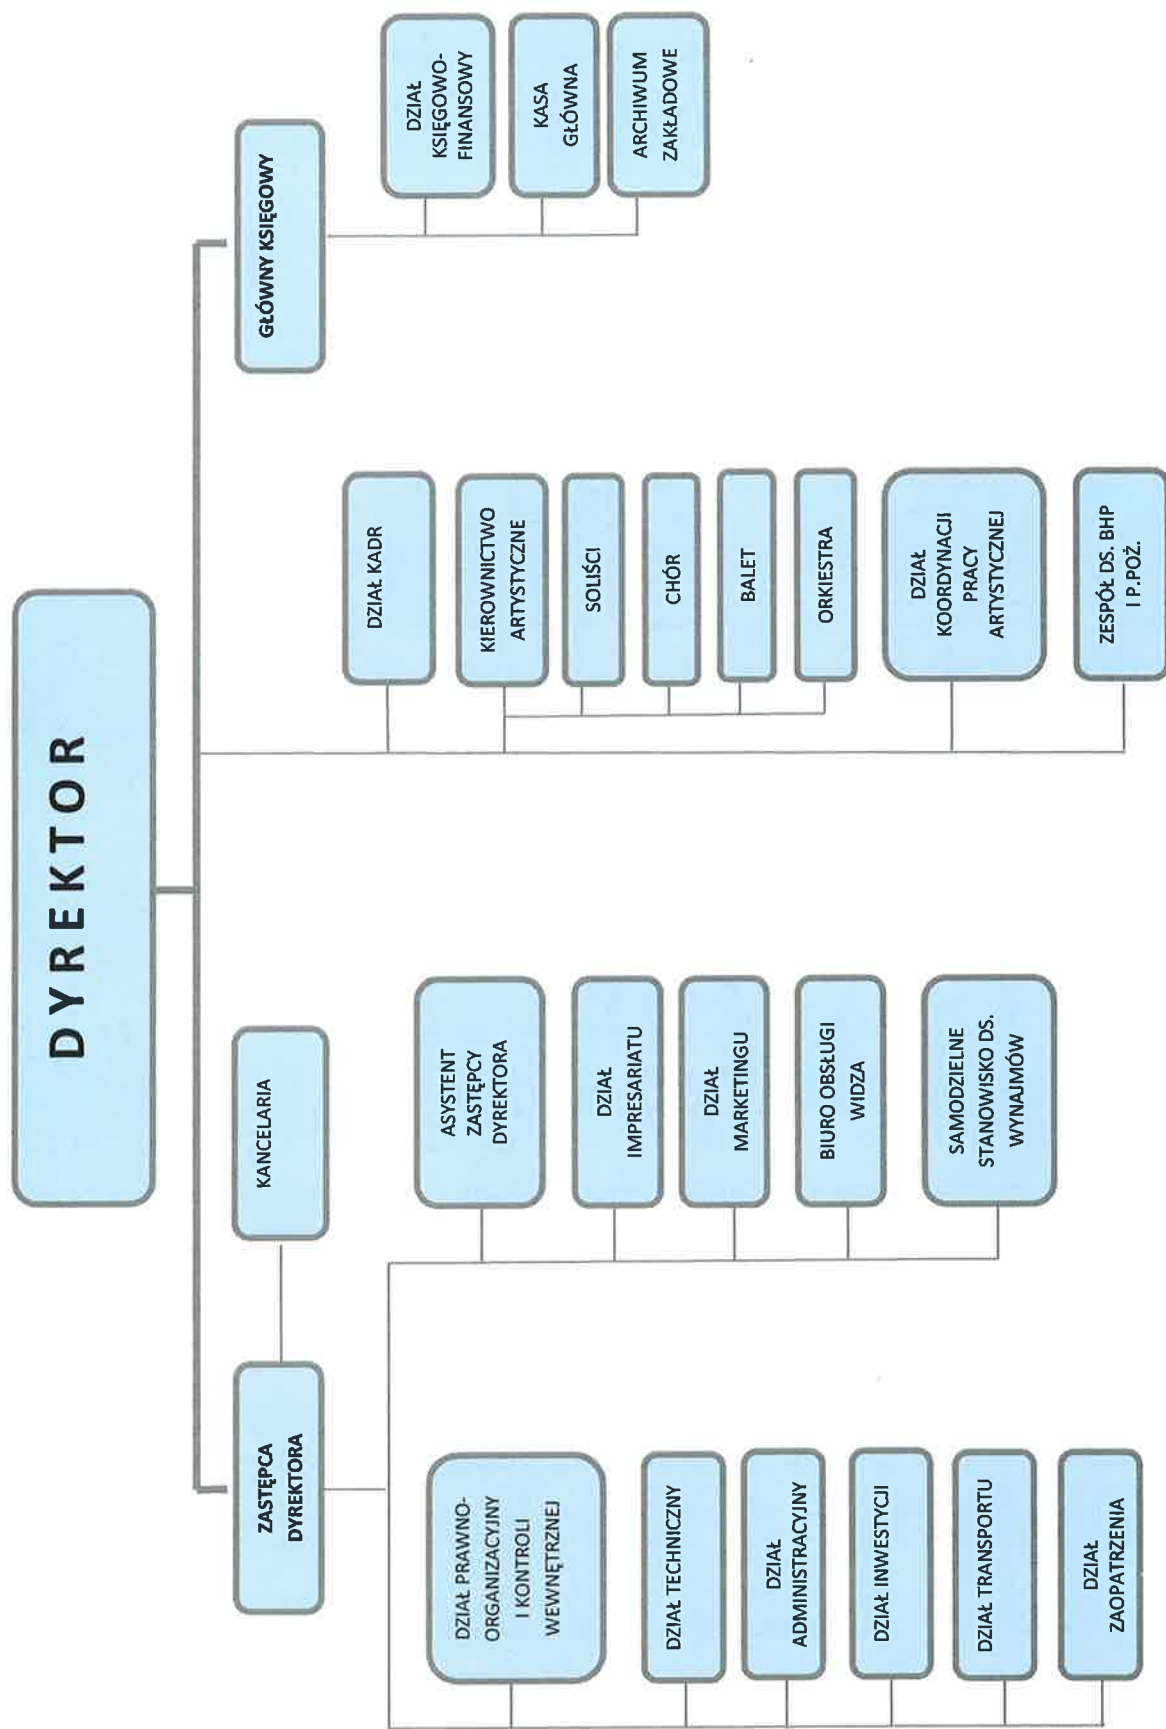 DYREKTOR
ZASTĘPCA
DYREKTORA
KANCELARIA
GŁÓWNY KSIĘGOWY
DZIAŁ PRAWNO-
ORGANIZACYJNY
I KONTROLI
WEWNĘTRZNEJ
DZIAŁ TECHNICZNY
DZIAŁ
ADMINISTRACYJNY
DZIAŁ INWESTYCJI
DZIAŁ TRANSPORTU
DZIAŁ
ZAOPATRZENIA
ASYSTENT
ZASTĘPCY
DYREKTORA
DZIAŁ
IMPRESARIATU
DZIAŁ
MARKETINGU
BIURO OBSŁUGI
WIDZA
SAMODZIELNE
STANOWISKO DS.
WYNAJMÓW
DZIAŁ KADR
KIEROWNICTWO
ARTYSTYCZNE
SOLIŚCI
CHÓR
BALET
ORKIESTRA
DZIAŁ
KOORDYNACJI
PRACY
ARTYSTYCZNEJ
ZESPÓŁ DS. BHP
I P.POŻ.
DZIAŁ
KSIĘGOWO-
FINANSOWY
KASA
GŁÓWNA
ARCHIWUM
ZAKŁADOWE